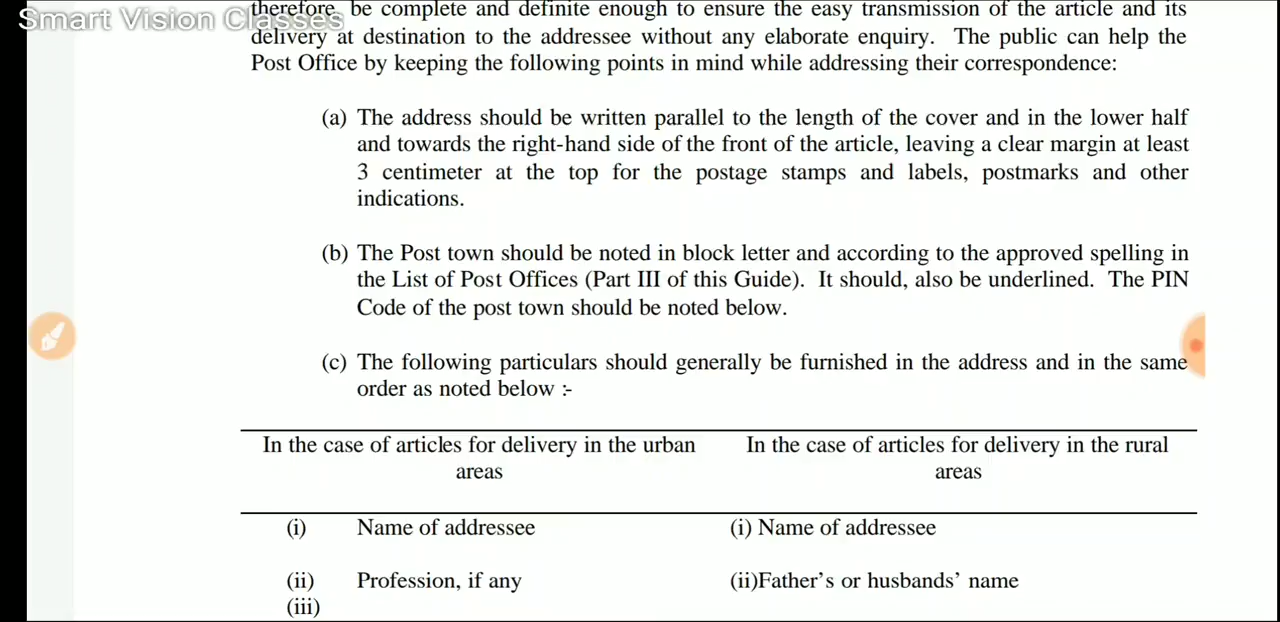 Smart Vision Classes
therefore, be complete and definite enough to ensure the easy transmission of the article and its
delivery at destination to the addressee without any elaborate enquiry. The public can help the
Post Office by keeping the following points in mind while addressing their correspondence:
(a) The address should be written parallel to the length of the cover and in the lower half
and towards the right-hand side of the front of the article, leaving a clear margin at least
3 centimeter at the top for the postage stamps and labels, postmarks and other
indications.
(b) The Post town should be noted in block letter and according to the approved spelling in
the List of Post Offices (Part III of this Guide). It should, also be underlined. The PIN
Code of the post town should be noted below.
(c) The following particulars should generally be furnished in the address and in the same
order as noted below :-
In the case of articles for delivery in the urban
areas
In the case of articles for delivery in the rural
areas
(i) Name of addressee
(i) Name of addressee
(ii) Profession, if any
(ii)Father’s or husbands’ name
(iii)